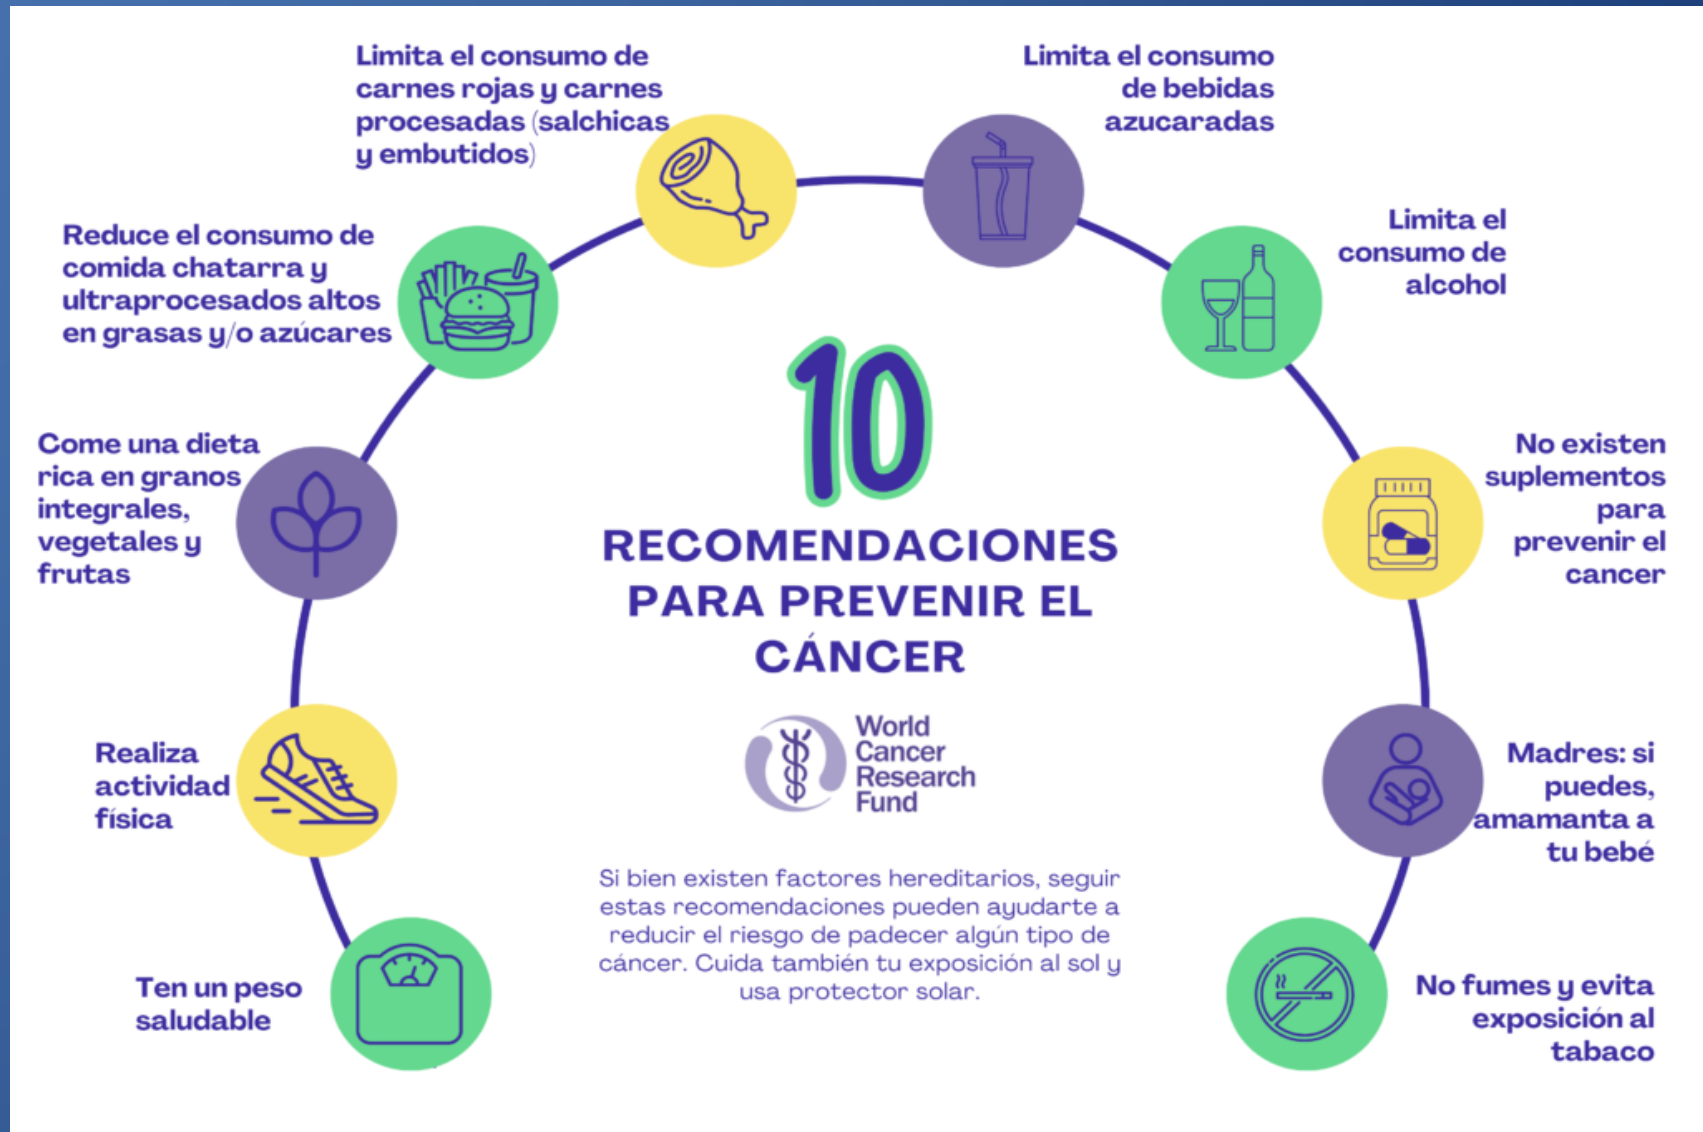 Limita el consumo de
carnes rojas y carnes
procesadas (salchicas
y embutidos)
Limita el consumo
de bebidas
azucaradas
Reduce el consumo de
comida chatarra y
ultraprocesados altos
en grasas y/o azúcares
Limita el
consumo de
alcohol
Come una dieta
rica en granos
integrales,
vegetales y
frutas
No existen
suplementos
para
prevenir el
cancer
10
RECOMENDACIONES
PARA PREVENIR EL
CÁNCER
World
Cancer
Research
Fund
Realiza
actividad
física
Madres: si
puedes,
amamanta a
tu bebé
Si bien existen factores hereditarios, seguir
estas recomendaciones pueden ayudarte a
reducir el riesgo de padecer algún tipo de
cáncer. Cuida también tu exposición al sol y
usa protector solar.
Ten un peso
saludable
No fumes y evita
exposición al
tabaco